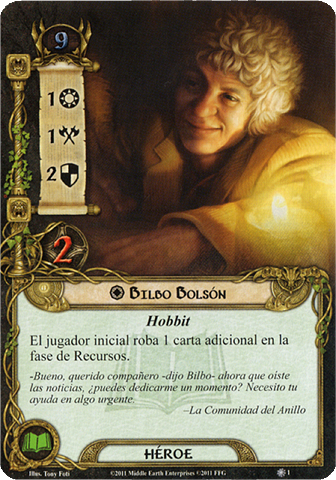 9
1
1
2
2
Bilbo Bolsón
Hobbit
El jugador inicial roba 1 carta adicional en la
fase de Recursos.
-Bueno, querido compañero -dijo Bilbo- ahora que oiste
las noticias, ¿puedes dedicarme un momento? Necesito tu
ayuda en algo urgente.
–La Comunidad del Anillo
HÉROE
Illus. Tony Foti ©2011 Middle Earth Enterprises ©2011 FFG 1